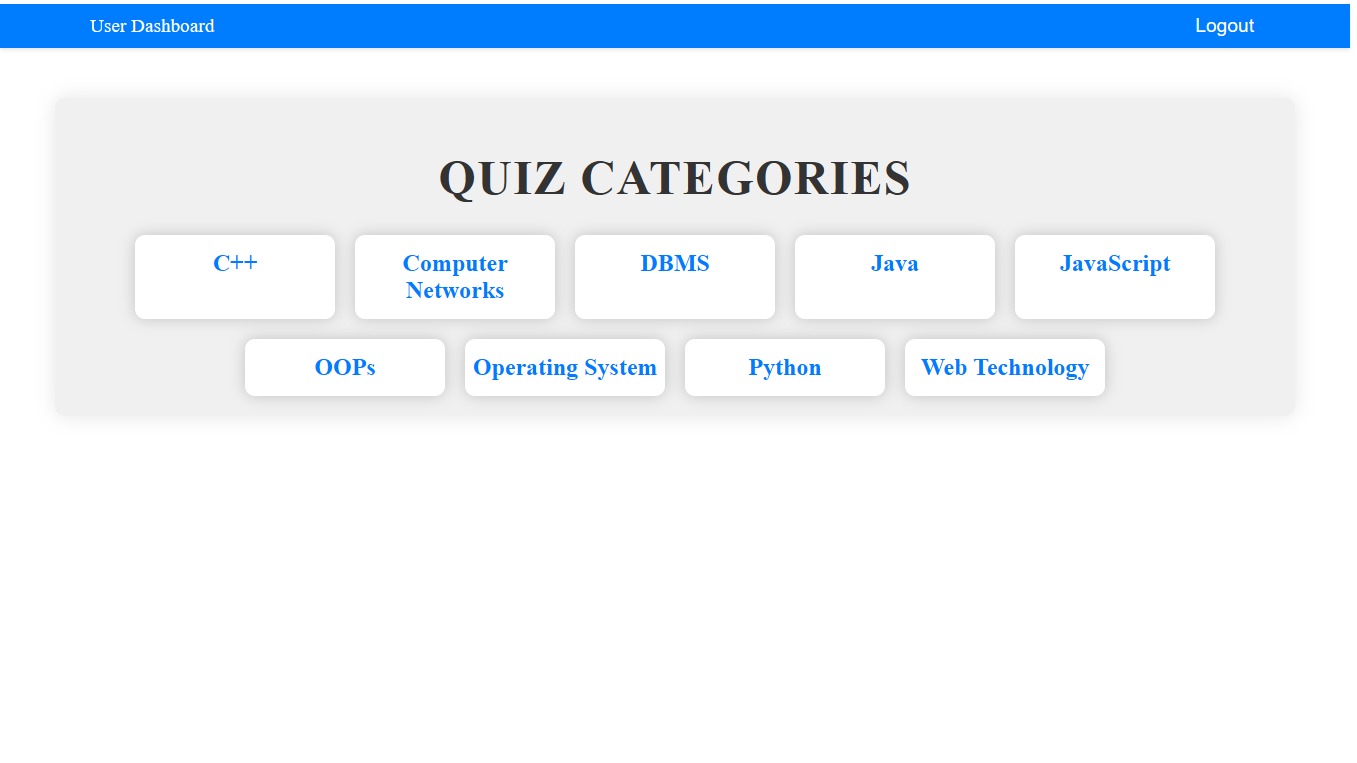 User Dashboard
Logout
QUIZ CATEGORIES
C++
Computer
Networks
DBMS
Java
JavaScript
OOPs
Operating System
Python
Web Technology